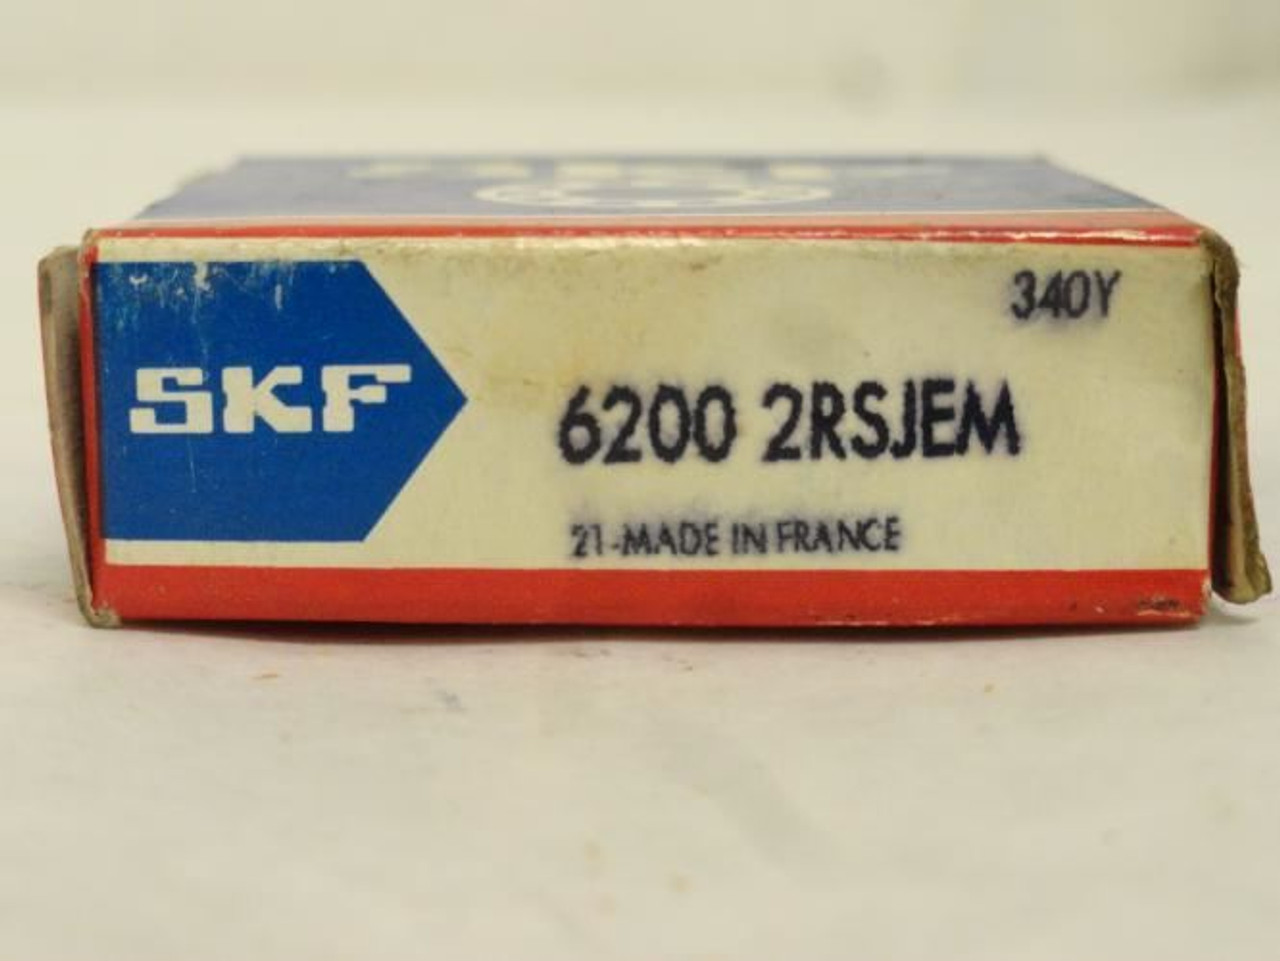 340Y
SKF
6200 2RSJEM
21-MADE IN FRANCE